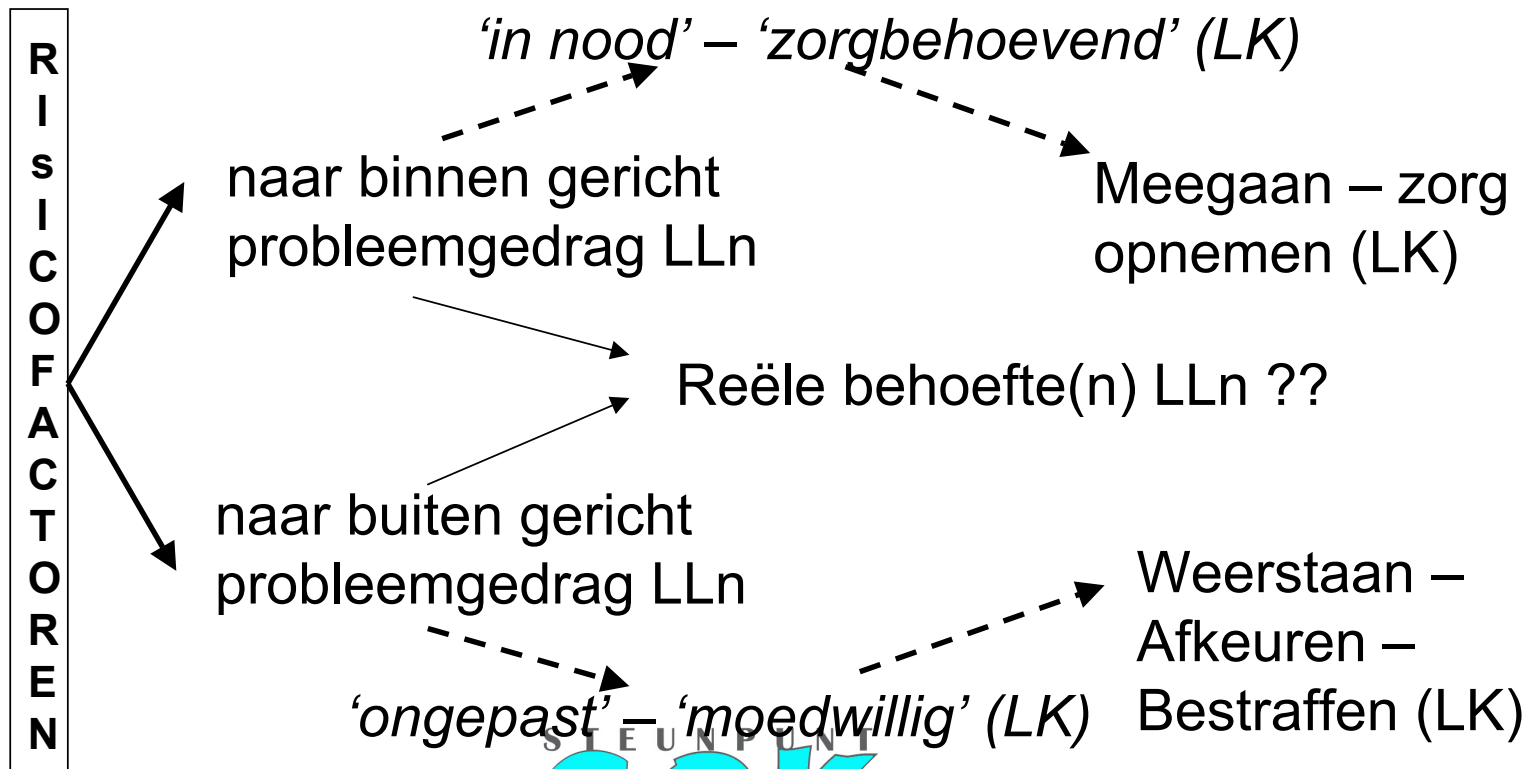 RISICOFACTOREN
‘in nood’ – ‘zorgbehoevend’ (LK)
naar binnen gericht
probleemgedrag LLn
Meegaan – zorg
opnemen (LK)
Reële behoefte(n) LLn ??
naar buiten gericht
probleemgedrag LLn
Weerstaan –
Afkeuren –
Bestraffen (LK)
‘ongepast’ – ‘moedwillig’ (LK)
STEUNPUNT